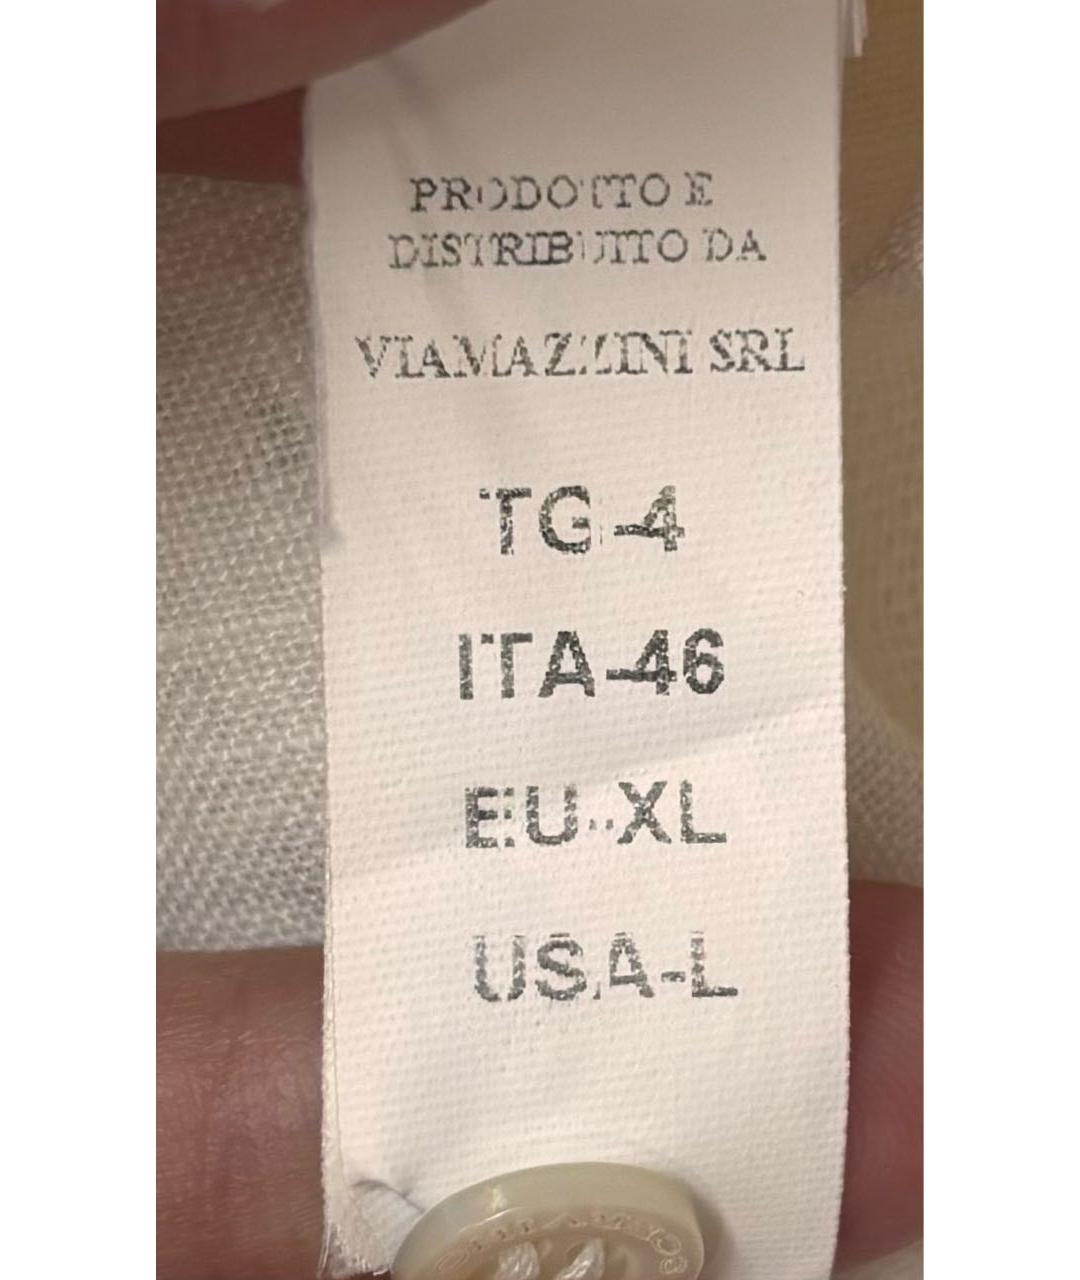 PRODOTTO E
DISTRIBUITO DA
VIAMAZZINI SRL
TG-4
ITA-46
EU-XL
USA-L